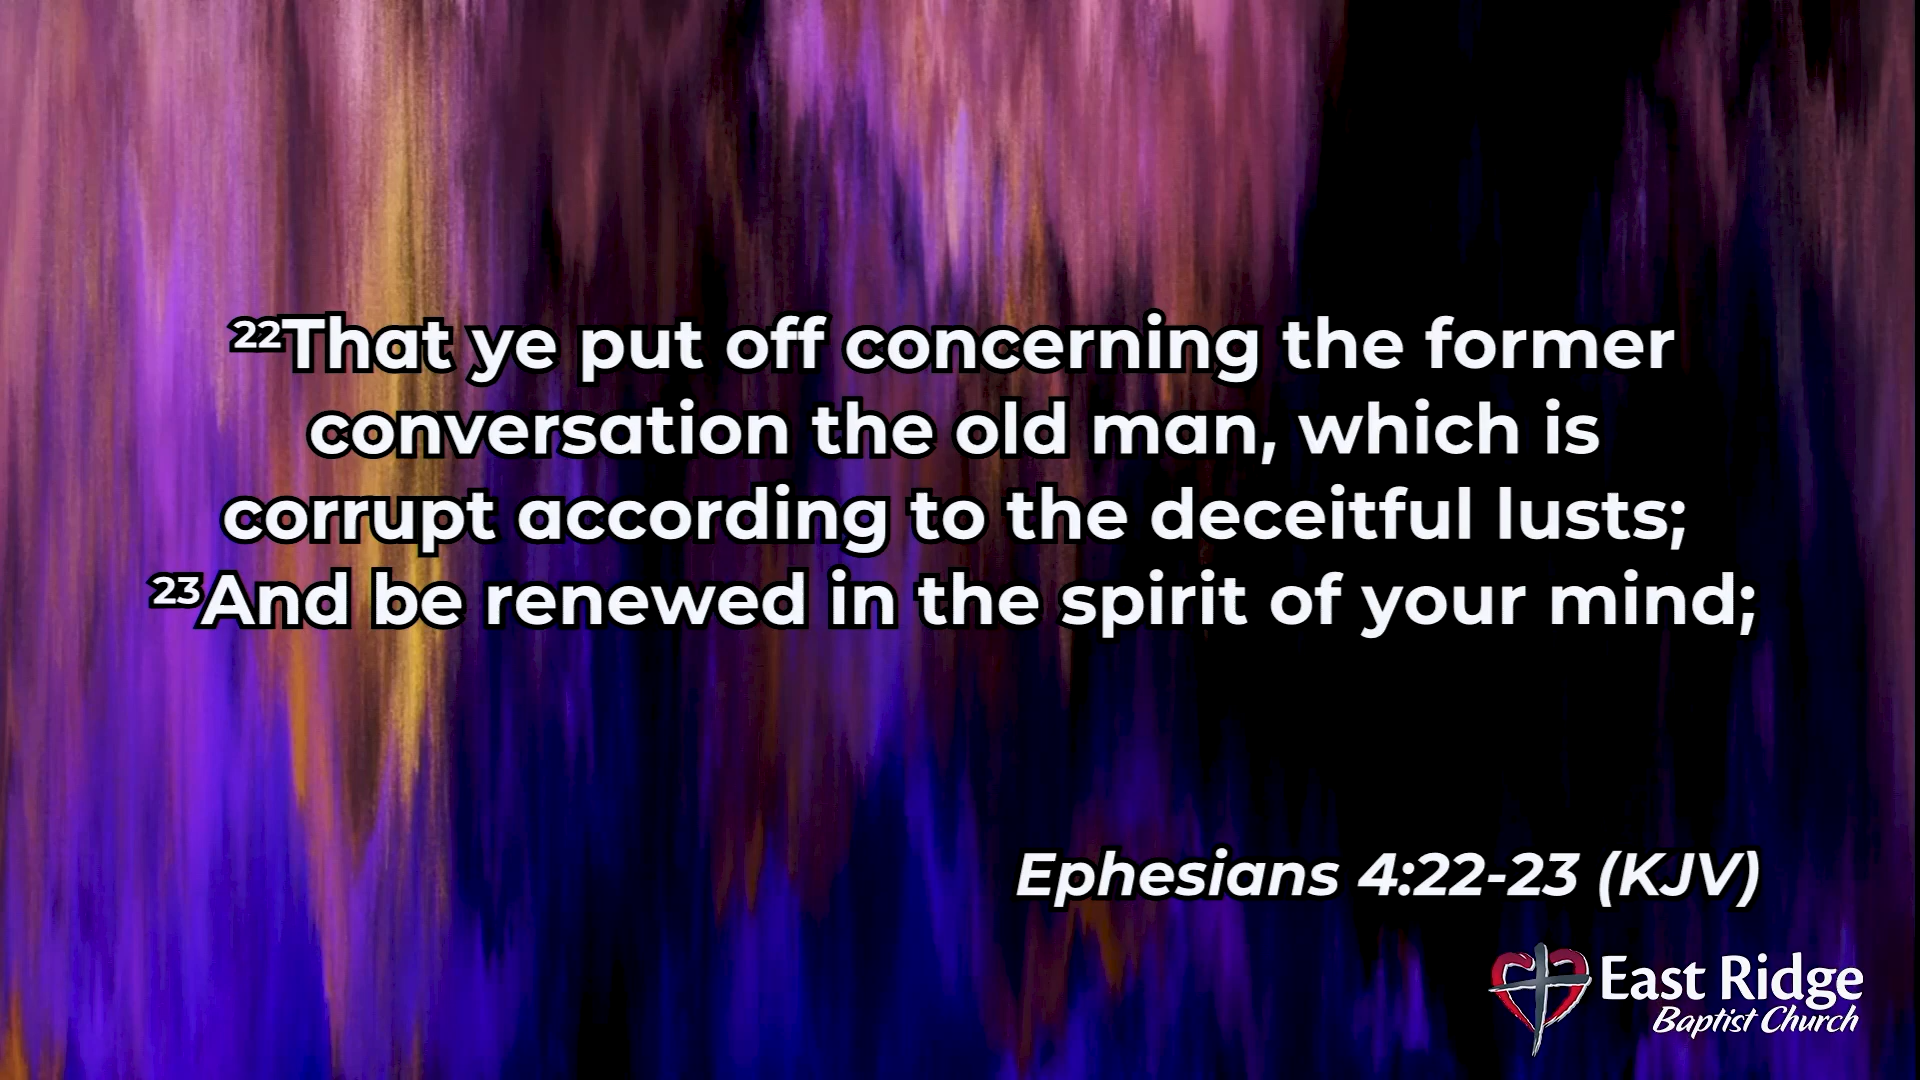 ²²That ye put off concerning the former
conversation the old man, which is
corrupt according to the deceitful lusts;
²³And be renewed in the spirit of your mind;
Ephesians 4:22-23 (KJV)
East Ridge
Baptist Church